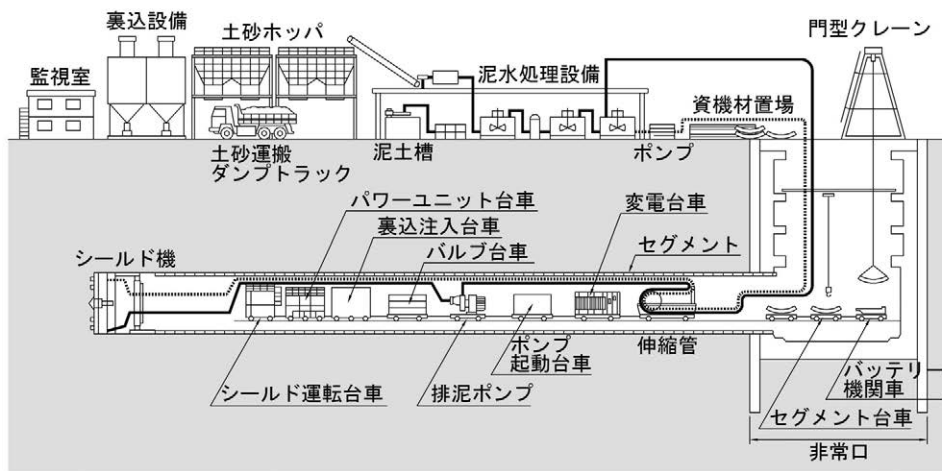 裏込設備
土砂ホッパ
門型クレーン
監視室
泥水処理設備
資機材置場
土砂運搬
ダンプトラック
泥土槽
ポンプ
パワーユニット台車
裏込注入台車
変電台車
バルブ台車
セグメント
シールド機
シールド運転台車
排泥ポンプ
ポンプ
起動台車
伸縮管
バッテリ
機関車
セグメント台車
非常口